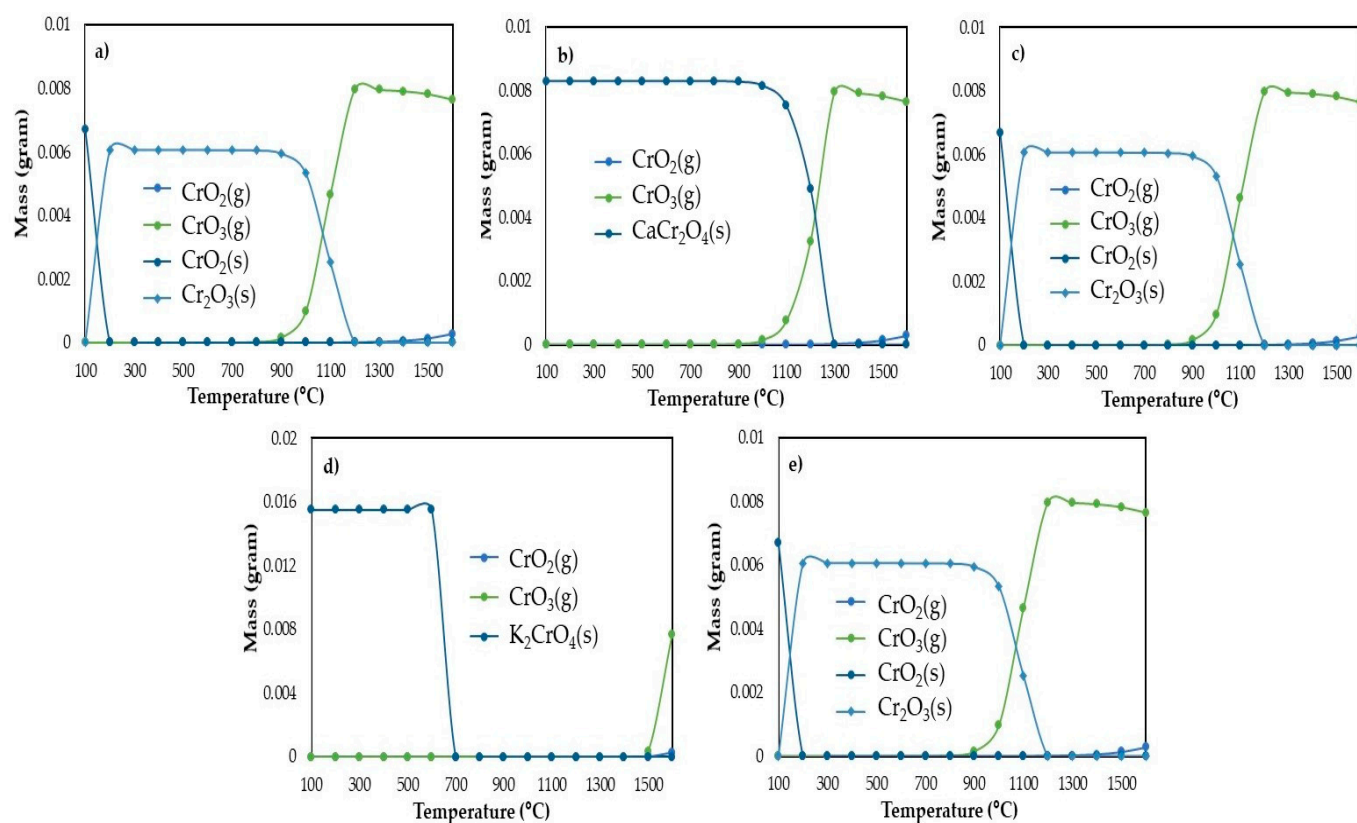 a)
Mass (gram)
0.01
0.008
0.006
0.004
0.002
0
CrO₂(g)
CrO₃(g)
CrO₂(s)
Cr₂O₃(s)
100 300 500 700 900 1100 1300 1500
Temperature (°C)
b)
Mass (gram)
0.01
0.008
0.006
0.004
0.002
0
CrO₂(g)
CrO₃(g)
CaCr₂O₄(s)
100 300 500 700 900 1100 1300 1500
Temperature (°C)
c)
Mass (gram)
0.01
0.008
0.006
0.004
0.002
0
CrO₂(g)
CrO₃(g)
CrO₂(s)
Cr₂O₃(s)
100 300 500 700 900 1100 1300 1500
Temperature (°C)
d)
Mass (gram)
0.02
0.016
0.012
0.008
0.004
0
CrO₂(g)
CrO₃(g)
K₂CrO₄(s)
100 300 500 700 900 1100 1300 1500
Temperature (°C)
e)
Mass (gram)
0.01
0.008
0.006
0.004
0.002
0
CrO₂(g)
CrO₃(g)
CrO₂(s)
Cr₂O₃(s)
100 300 500 700 900 1100 1300 1500
Temperature (°C)